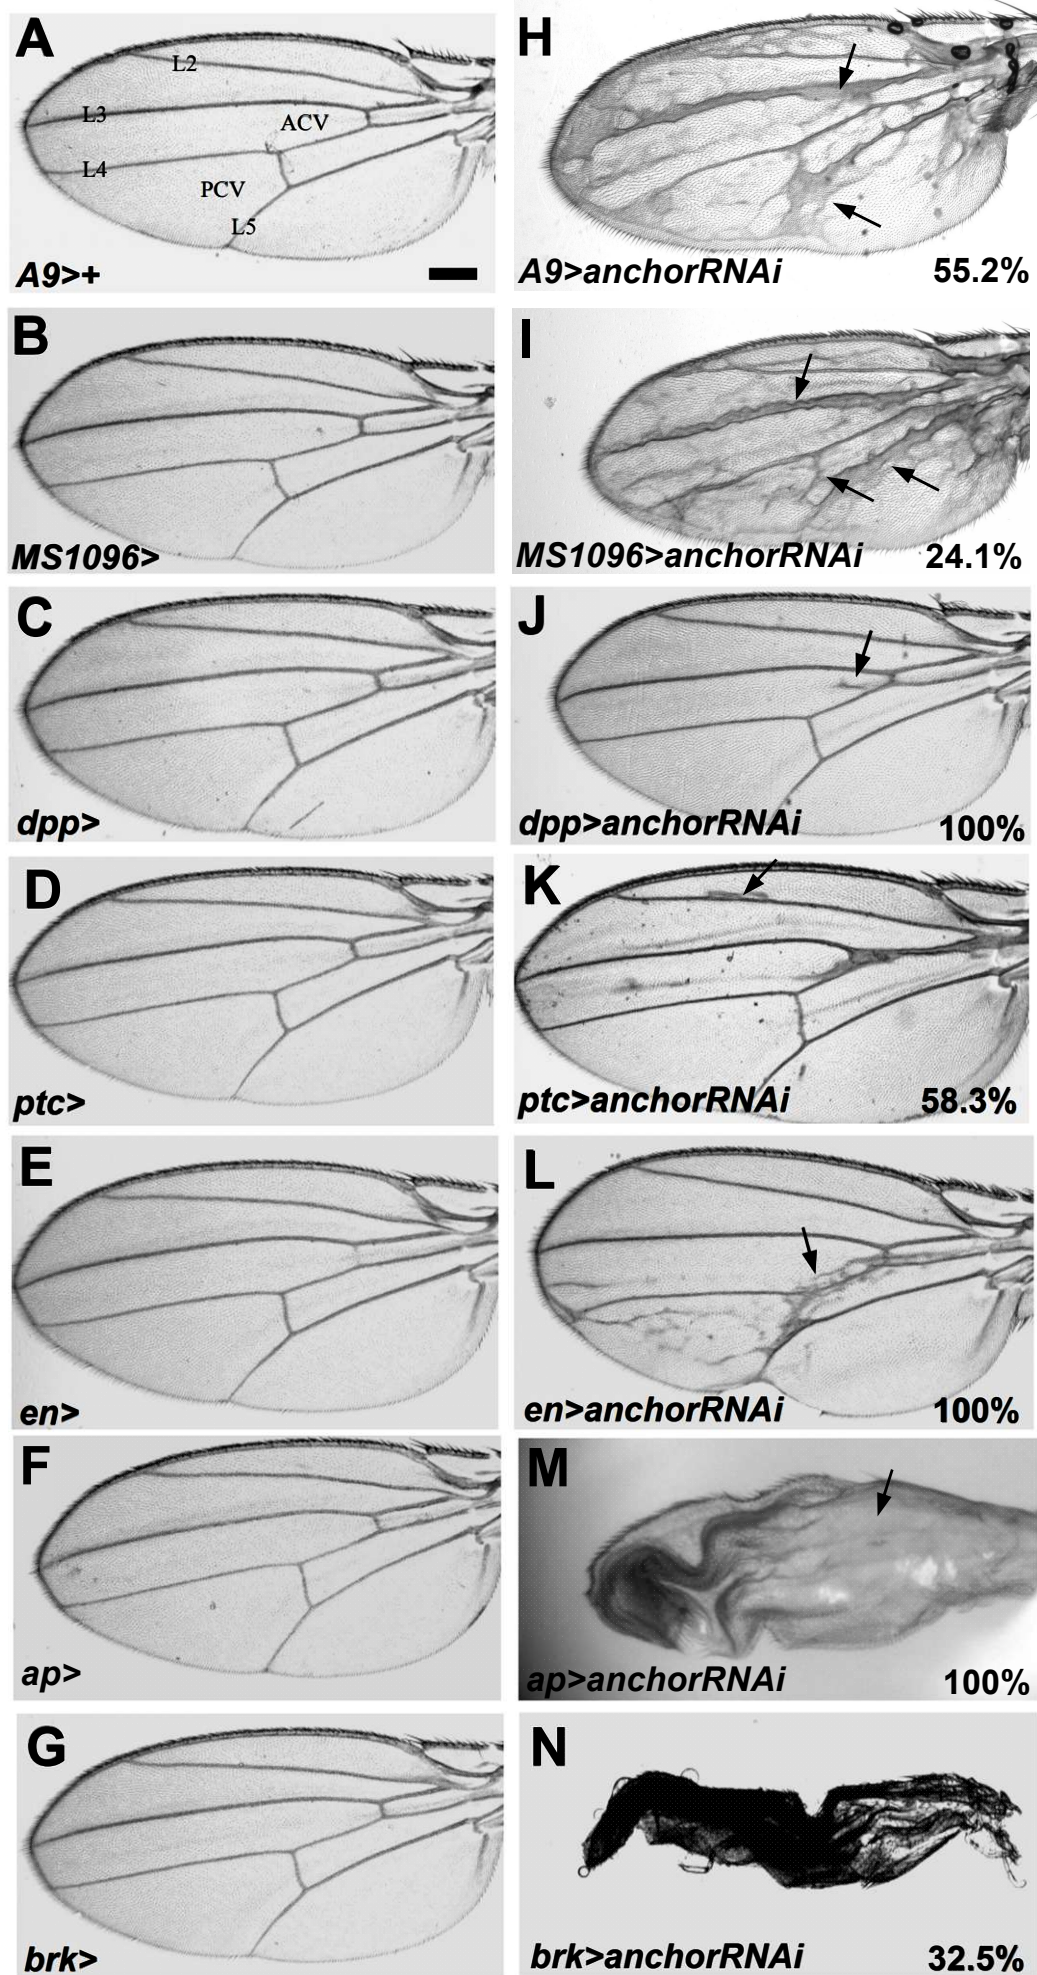 A
L2
L3
ACV
L4
PCV
L5
A9>+
H
A9>anchorRNAi 55.2%
B
MS1096>
I
MS1096>anchorRNAi 24.1%
C
dpp>
J
dpp>anchorRNAi 100%
D
ptc>
K
ptc>anchorRNAi 58.3%
E
en>
L
en>anchorRNAi 100%
F
ap>
M
ap>anchorRNAi 100%
G
brk>
N
brk>anchorRNAi 32.5%